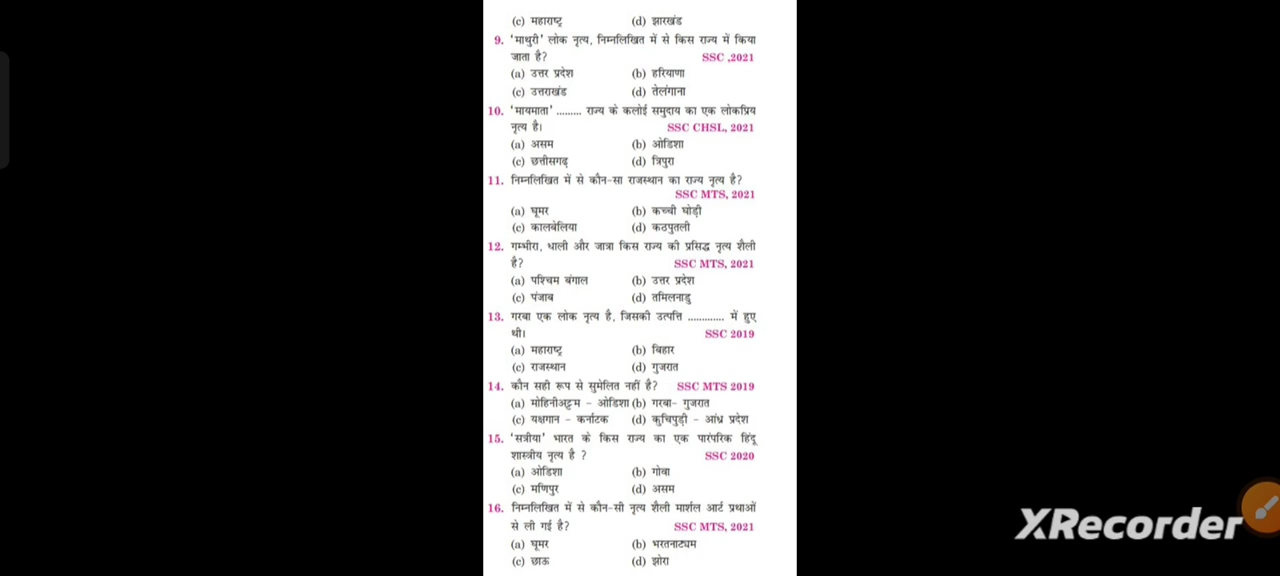 (c) महाराष्ट्र (d) झारखंड
9. ‘माथुरी’ लोक नृत्य, निम्नलिखित में से किस राज्य में किया
जाता है? SSC ,2021
(a) उत्तर प्रदेश (b) हरियाणा
(c) उत्तराखंड (d) तेलंगाना
10. ‘मायमाता’ ......... राज्य के कलोई समुदाय का एक लोकप्रिय
नृत्य है। SSC CHSL, 2021
(a) असम (b) ओडिशा
(c) छत्तीसगढ़ (d) त्रिपुरा
11. निम्नलिखित में से कौन-सा राजस्थान का राज्य नृत्य है?
SSC MTS, 2021
(a) घूमर (b) कच्ची घोड़ी
(c) कालबेलिया (d) कठपुतली
12. गम्भीरा, धाली और जात्रा किस राज्य की प्रसिद्ध नृत्य शैली
है? SSC MTS, 2021
(a) पश्चिम बंगाल (b) उत्तर प्रदेश
(c) पंजाब (d) तमिलनाडु
13. गरबा एक लोक नृत्य है, जिसकी उत्पत्ति ............. में हुए
थी। SSC 2019
(a) महाराष्ट्र (b) बिहार
(c) राजस्थान (d) गुजरात
14. कौन सही रूप से सुमेलित नहीं है? SSC MTS 2019
(a) मोहिनीअट्टम - ओडिशा (b) गरबा- गुजरात
(c) यक्षगान - कर्नाटक (d) कुचिपुड़ी - आंध्र प्रदेश
15. ‘सत्रीया’ भारत के किस राज्य का एक पारंपरिक हिंदू
शास्त्रीय नृत्य है ? SSC 2020
(a) ओडिशा (b) गोवा
(c) मणिपुर (d) असम
16. निम्नलिखित में से कौन-सी नृत्य शैली मार्शल आर्ट प्रथाओं
से ली गई है? SSC MTS, 2021
(a) घूमर (b) भरतनाट्यम
(c) छाऊ (d) झोरा
XRecorder